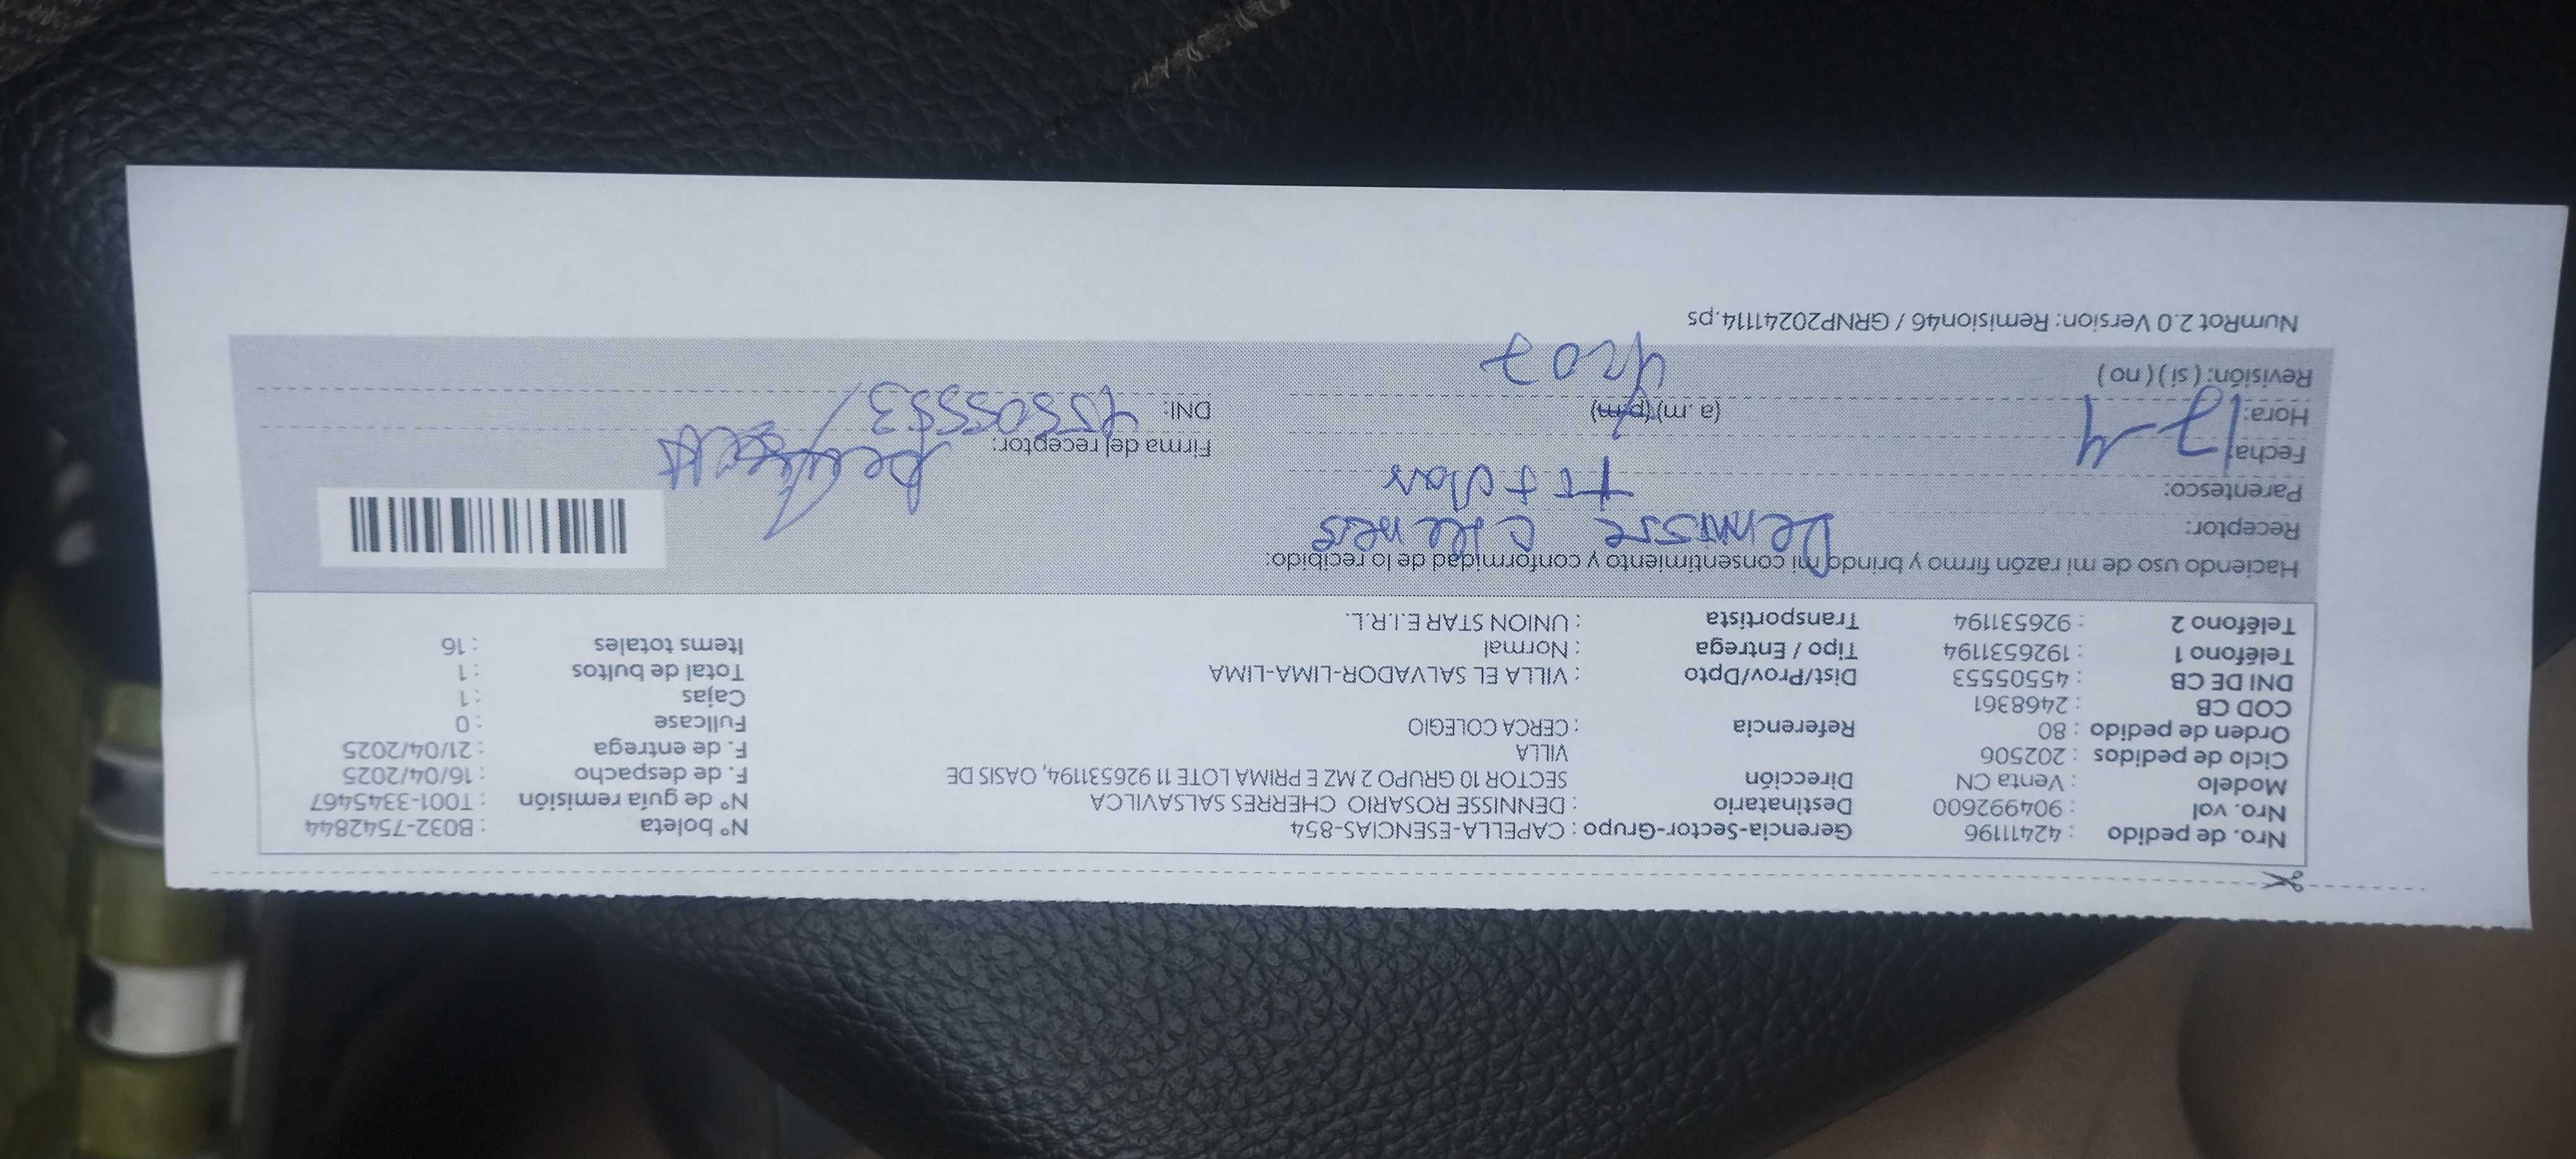 Nro. de pedido : 42411196
Nro. vol : 904992600
Modelo : Venta CN
Ciclo de pedidos : 202506
Orden de pedido : 80
COD CB : 2468361
DNI DE CB : 45505553
Teléfono 1 : 1926531194
Teléfono 2 : 926531194
Gerencia-Sector-Grupo : CAPELLA-ESENCIAS-854
Destinatario : DENNISSE ROSARIO CHERRES SALSAVILCA
Dirección SECTOR 10 GRUPO 2 MZ E PRIMA LOTE 11 926531194, OASIS DE
VILLA
Referencia : CERCA COLEGIO
Dist/Prov/Dpto : VILLA EL SALVADOR-LIMA-LIMA
Tipo / Entrega : Normal
Transportista : UNION STAR E.I.R.L.
N° boleta : B032-7542844
N° de guía remisión : T001-3345467
F. de despacho : 16/04/2025
F. de entrega : 21/04/2025
Fullcase : 0
Cajas : 1
Total de bultos : 1
Items totales : 16
Haciendo uso de mi razón firmo y brindo mi consentimiento y conformidad de lo recibido:
Receptor: Dennisse
Parentesco: titular
Fecha: 17-4
Hora: (a. m) (p.m)
Revisión: ( si ) ( no )
Firma del receptor:
DNI: 45505553
NumRot 2.0 Version: Remision46 / GRNP20241114.ps